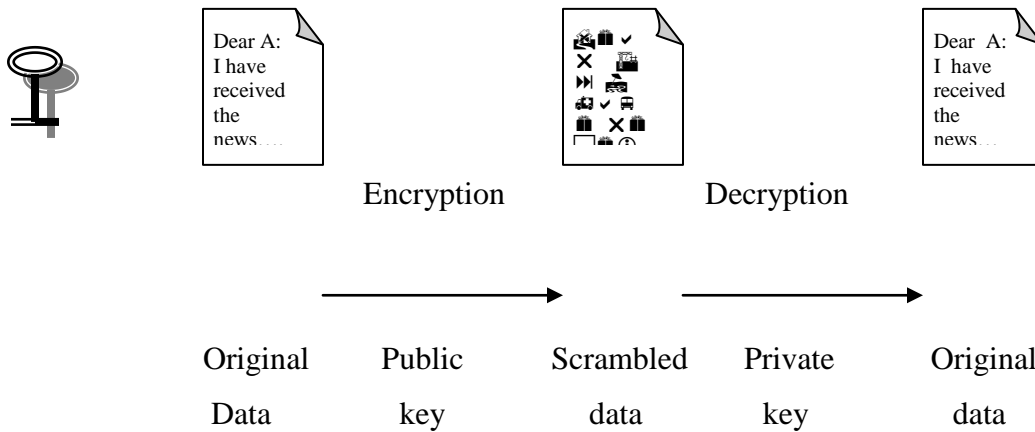 Dear A:
I have
received
the
news….
Dear A:
I have
received
the
news…
Encryption Decryption
Original Public Scrambled Private Original
Data key data key data